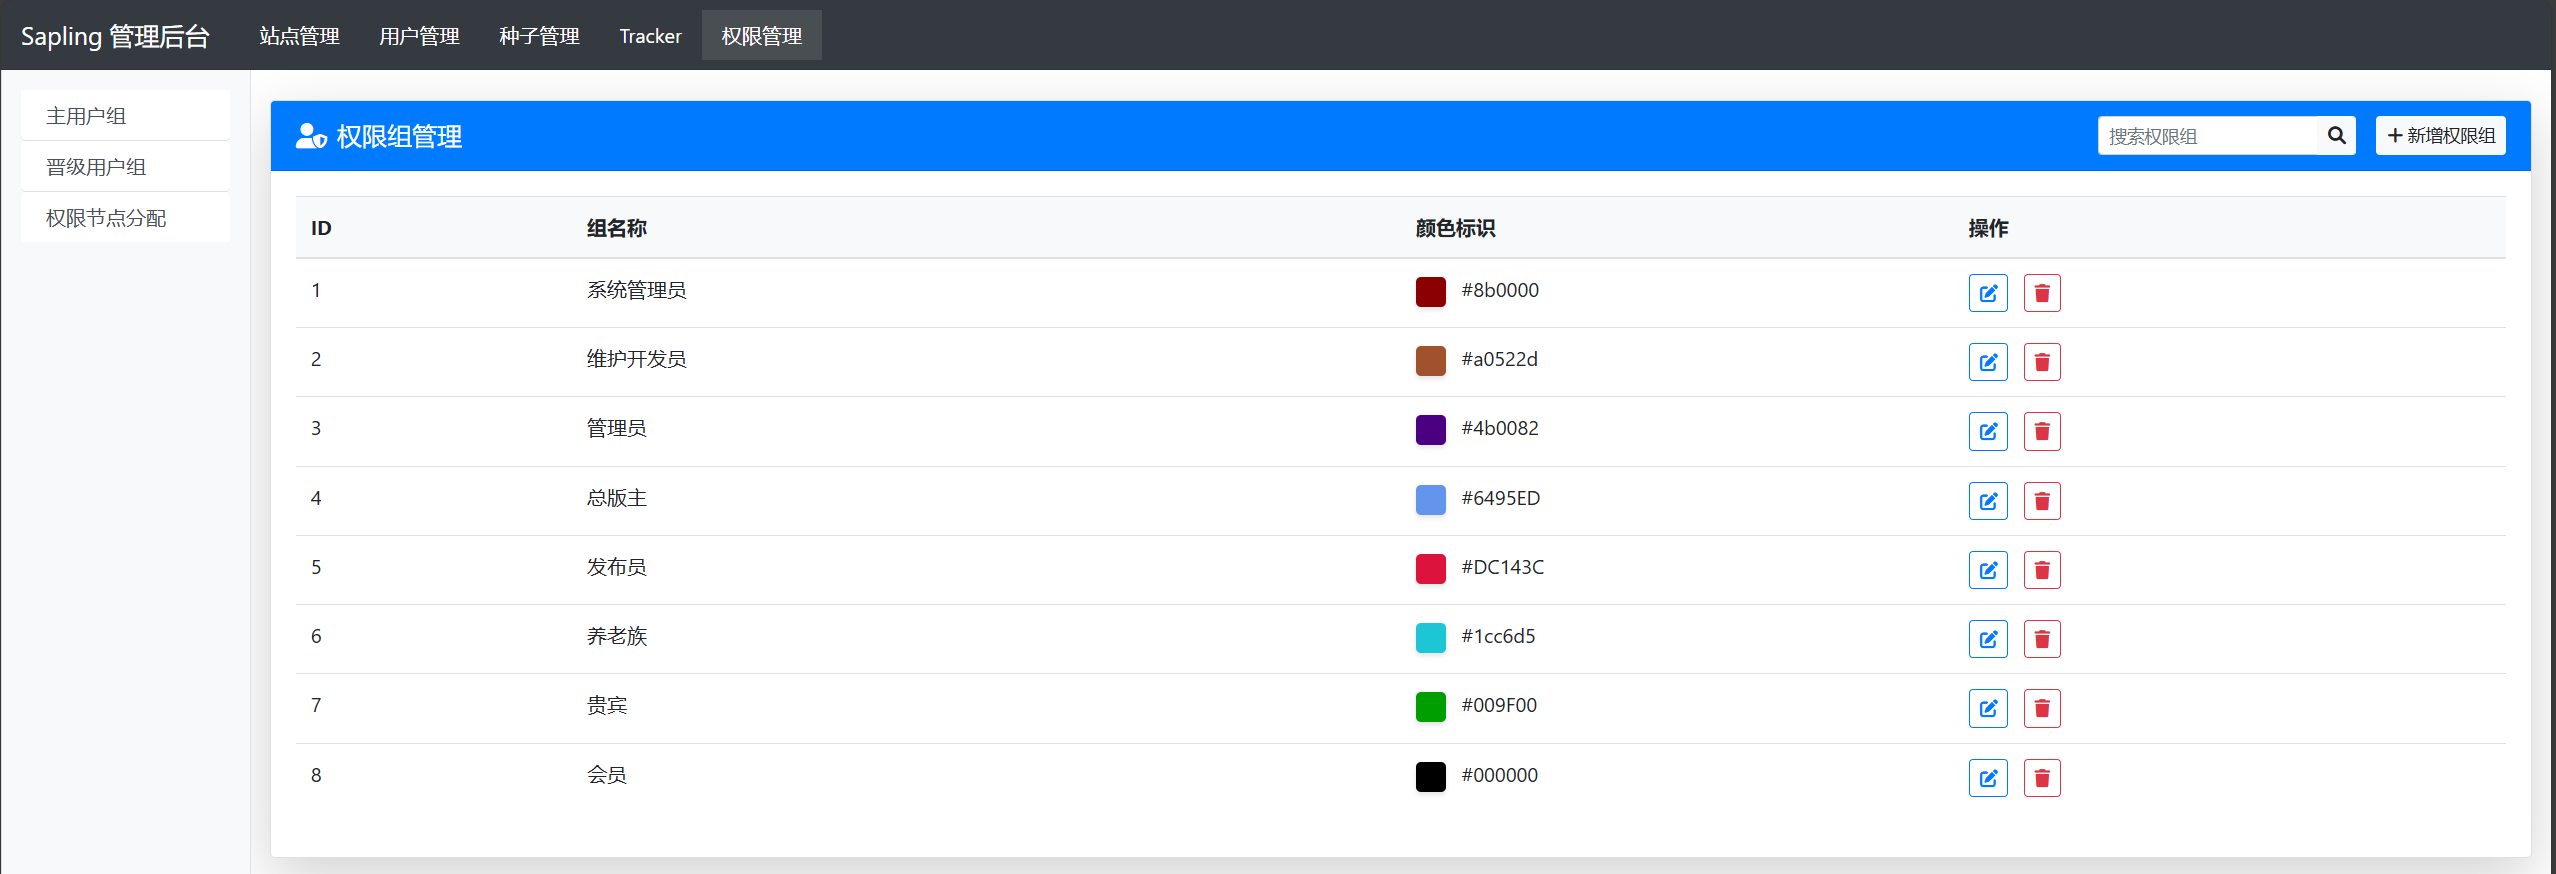 Sapling 管理后台 站点管理 用户管理 种子管理 Tracker 权限管理
主用户组
晋级用户组
权限节点分配
权限组管理 搜索权限组 新增权限组
ID 组名称 颜色标识 操作
1 系统管理员 #8b0000
2 维护开发员 #a0522d
3 管理员 #4b0082
4 总版主 #6495ED
5 发布员 #DC143C
6 养老族 #1cc6d5
7 贵宾 #009F00
8 会员 #000000